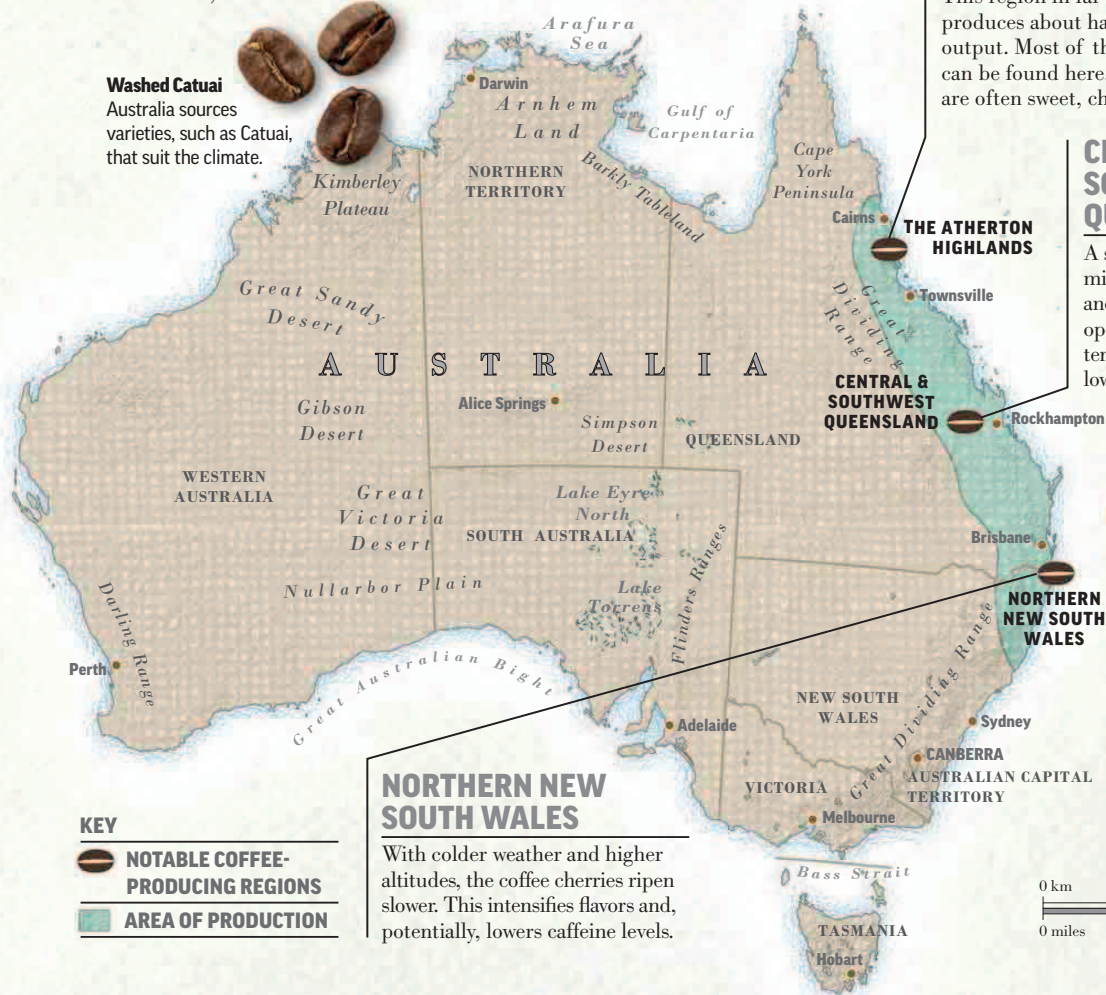 Washed Catuai
Australia sources
varieties, such as Catuai,
that suit the climate.
This region in far
produces about ha
output. Most of th
can be found here
are often sweet, ch
Arafura
Sea
Darwin
Arnhem
Land
Gulf of
Carpentaria
Cape
York
Peninsula
Kimberley
Plateau
NORTHERN
TERRITORY
Barkly Tableland
Cairns
THE ATHERTON
HIGHLANDS
Great Sandy
Desert
Great
Dividing
Range
Townsville
AUSTRALIA
CENTRAL &
SOUTHWEST
QUEENSLAND
Rockhampton
Gibson
Desert
Alice Springs
Simpson
Desert
QUEENSLAND
WESTERN
AUSTRALIA
Great
Victoria
Desert
Lake Eyre
North
SOUTH AUSTRALIA
Brisbane
Nullarbor Plain
Lake
Torrens
Flinders Ranges
NORTHERN
NEW SOUTH
WALES
Darling Range
Perth
Great Australian Bight
NEW SOUTH
WALES
Great Dividing Range
Sydney
Adelaide
CANBERRA
AUSTRALIAN CAPITAL
TERRITORY
VICTORIA
Melbourne
Bass Strait
TASMANIA
Hobart
A s
mi
and
op
ter
low
NORTHERN NEW
SOUTH WALES
With colder weather and higher
altitudes, the coffee cherries ripen
slower. This intensifies flavors and,
potentially, lowers caffeine levels.
KEY
NOTABLE COFFEE-
PRODUCING REGIONS
AREA OF PRODUCTION
0 km
0 miles